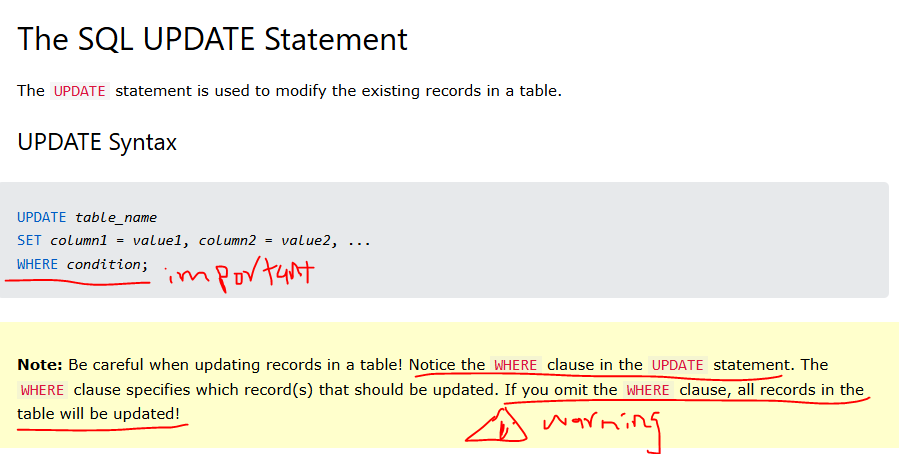 The SQL UPDATE Statement
The UPDATE statement is used to modify the existing records in a table.
UPDATE Syntax
UPDATE table_name
SET column1 = value1, column2 = value2, ...
WHERE condition; important
Note: Be careful when updating records in a table! Notice the WHERE clause in the UPDATE statement. The
WHERE clause specifies which record(s) that should be updated. If you omit the WHERE clause, all records in the
table will be updated!
warning